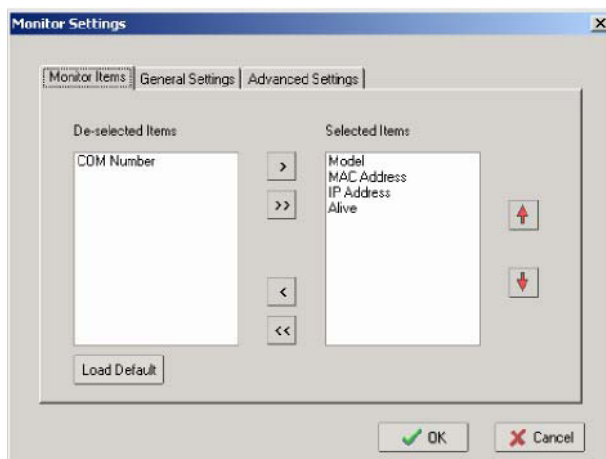 Monitor Settings
Monitor Items General Settings Advanced Settings
De-selected Items Selected Items
COM Number
>
>>
<
<<
Model
MAC Address
IP Address
Alive
Load Default
OK Cancel